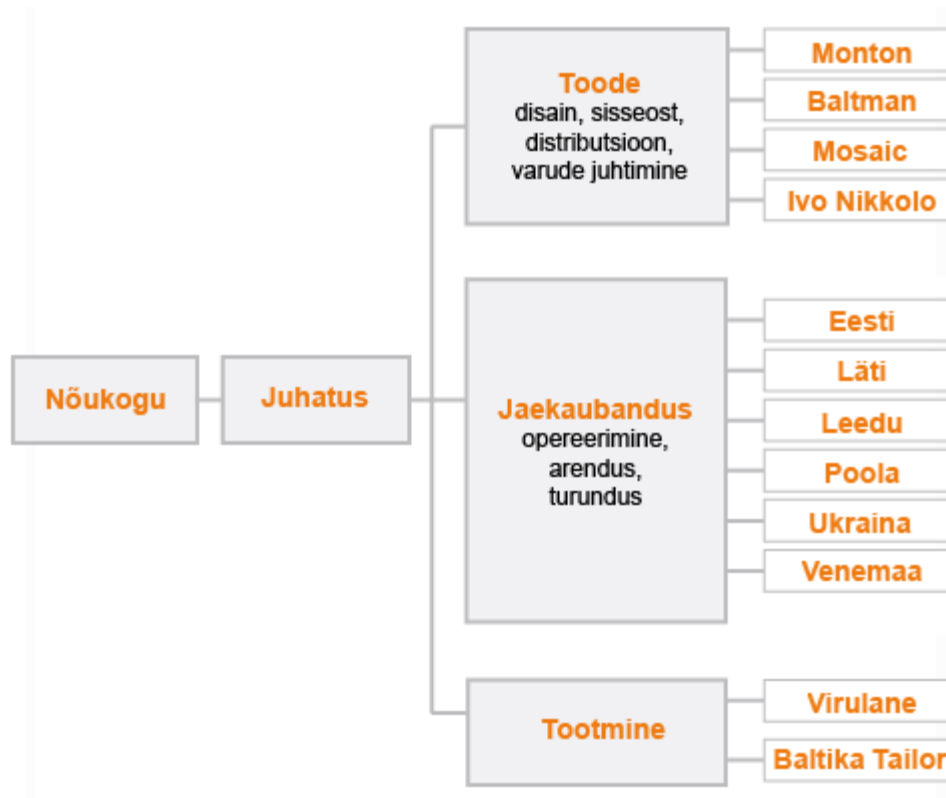 Nõukogu
Juhatus
Toode
disain, sisseost,
distributsioon,
varude juhtimine
Monton
Baltman
Mosaic
Ivo Nikkolo
Jaekaubandus
opereerimine,
arendus,
turundus
Eesti
Läti
Leedu
Poola
Ukraina
Venemaa
Tootmine
Virulane
Baltika Tailor